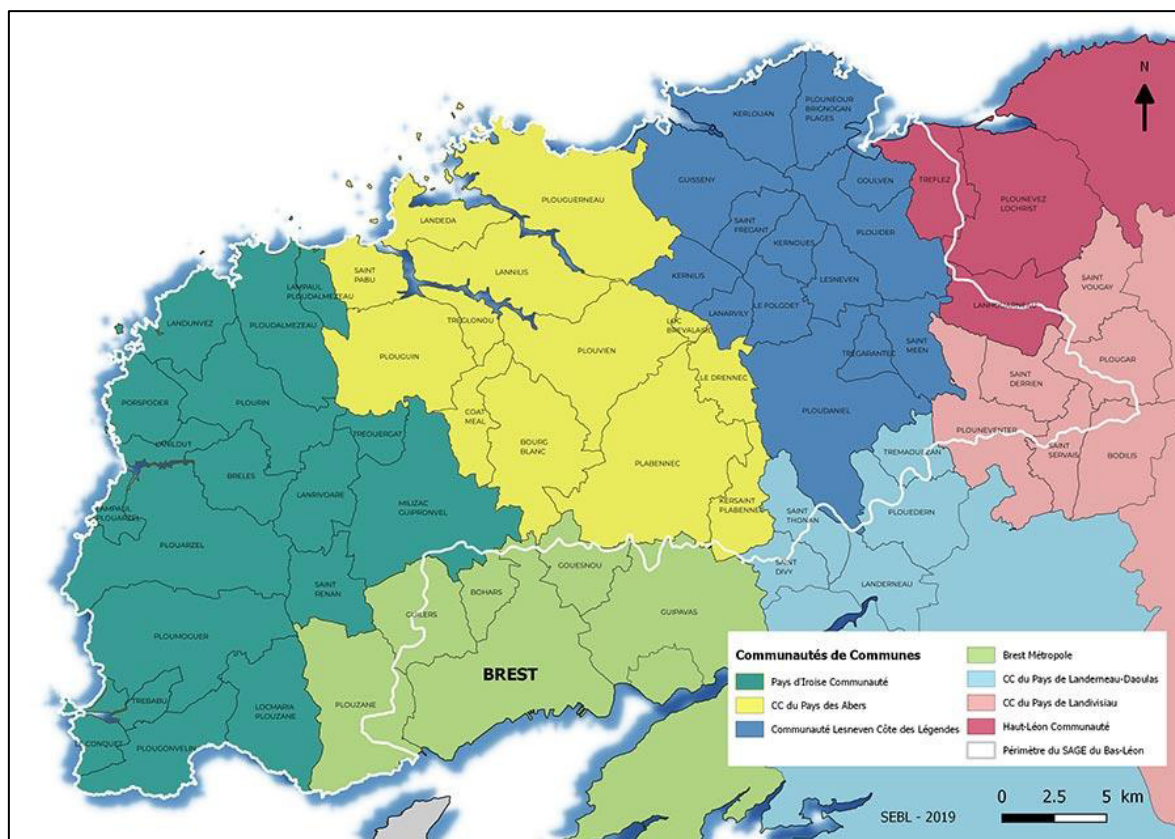 N
KERLOUAN
PLOUNÉOUR
BRIGNOGAN
PLAGES
GUISSENY
GOULVEN
TREFLEZ
PLOUNEVEZ
LOCHRIST
PLOUGUERNEAU
LANDEDA
SAINT
FREGANT
PLOUIDER
KERNOUES
SAINT
PABU
LANNILIS
KERNILIS
LESNEVEN
SAINT
VOUGAY
LAMPAUL
PLOUDALMEZEAU
LANARVILY
LE FOLGOET
LANHOUARNEAU
LANDUNVEZ
PLOUDALMEZEAU
TREGLONOU
LOC
BREVALAIRE
PLOUGUIN
PLOUVIEN
TREGARANTEC
SAINT
MEEN
PLOUGAR
LE DRENNEC
SAINT
DERRIEN
PORSPODER
PLOURIN
COAT
MEAL
PLOUDANIEL
TREOUERGAT
BOURG
BLANC
PLOUNEVENTER
LANILDUT
PLABENNEC
TREMAOUEZAN
SAINT
SERVAIS
BODILIS
BRELES
LANRIVOARE
MILIZAC
GUIPRONVEL
KERSAINT
PLABENNEC
LAMPAUL
PLOUARZEL
SAINT
THONAN
PLOUEDERN
PLOUARZEL
GOUESNOU
SAINT
DIVY
SAINT
RENAN
BOHARS
LANDERNEAU
GUILERS
GUIPAVAS
PLOUMOGUER
BREST
TREBABU
LOCMARIA
PLOUZANE
PLOUZANE
LE CONQUET
PLOUGONVELIN
Communautés de Communes
Pays d'Iroise Communauté
CC du Pays des Abers
Communauté Lesneven Côte des Légendes
Brest Métropole
CC du Pays de Landerneau-Daoulas
CC du Pays de Landivisiau
Haut-Léon Communauté
Périmètre du SAGE du Bas-Léon
SEBL - 2019
0 2.5 5 km